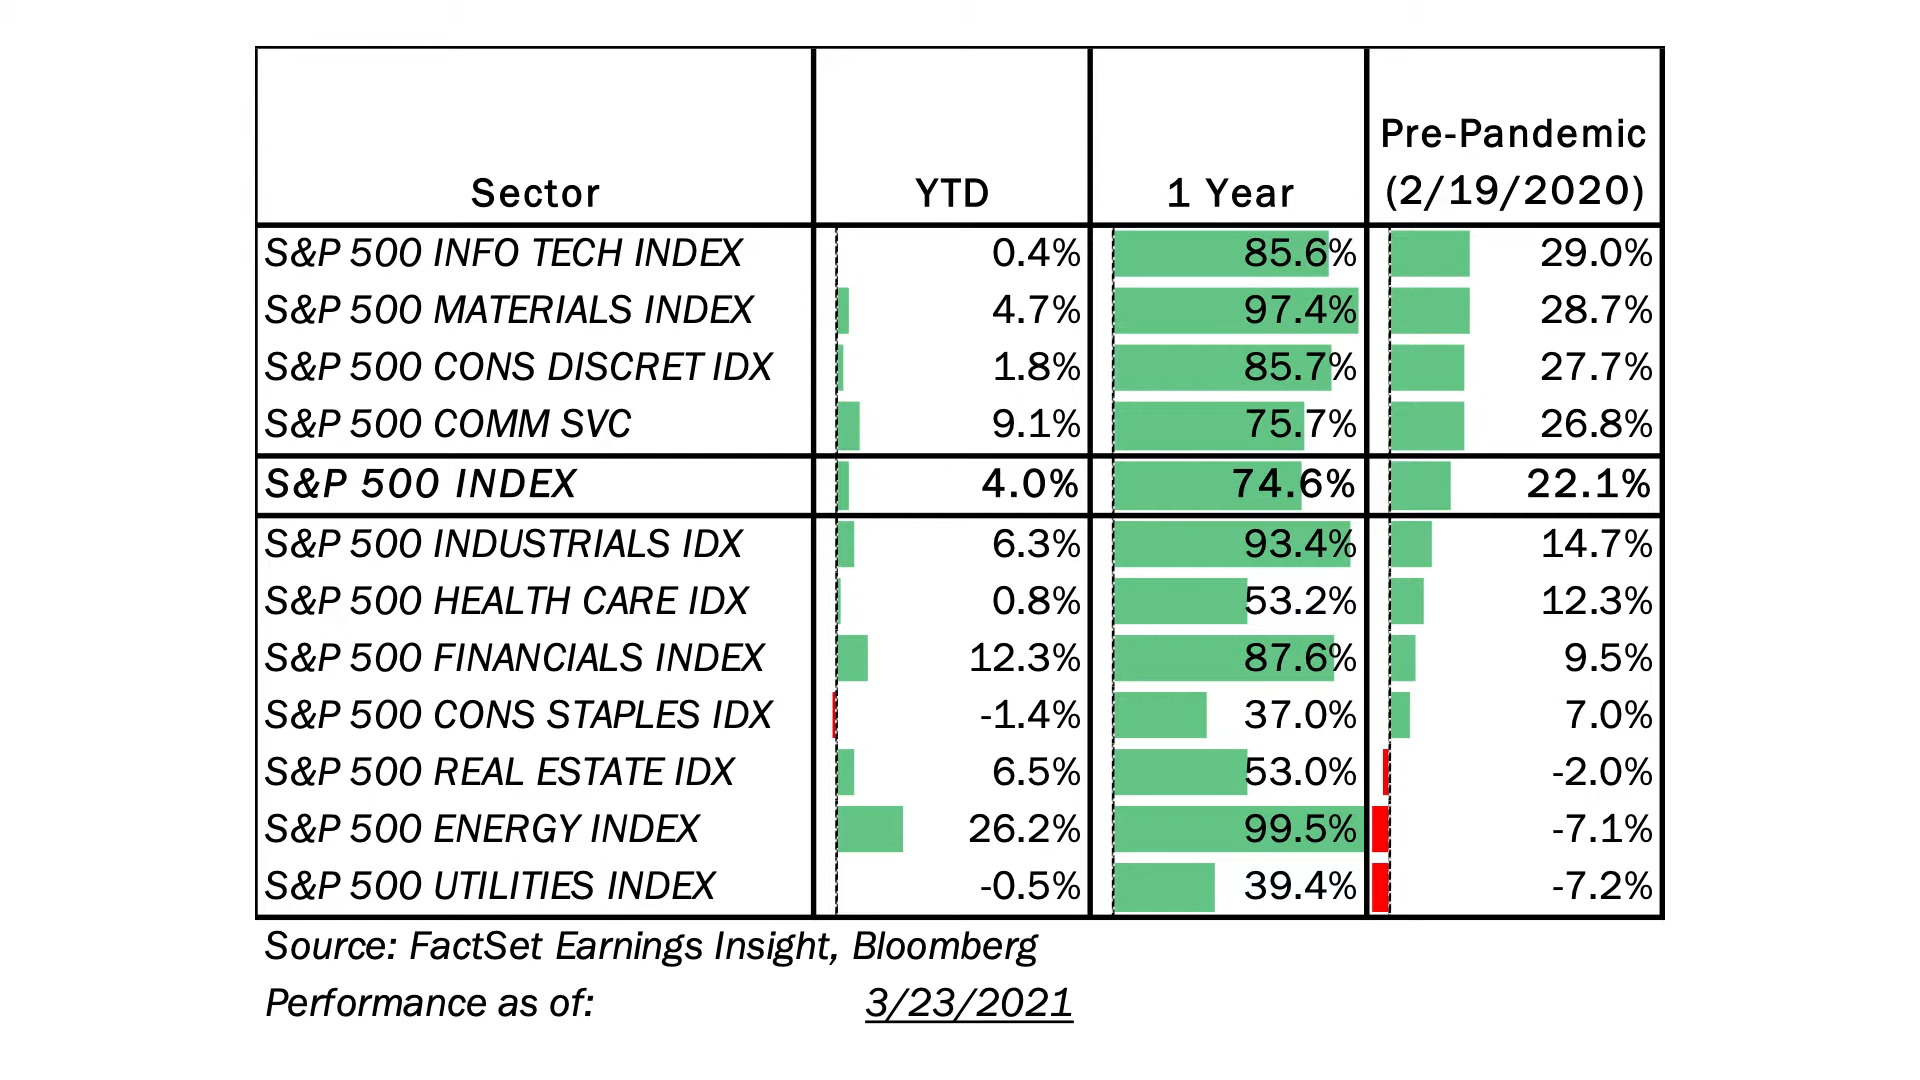 Sector YTD 1 Year Pre-Pandemic (2/19/2020)
S&P 500 INFO TECH INDEX 0.4% 85.6% 29.0%
S&P 500 MATERIALS INDEX 4.7% 97.4% 28.7%
S&P 500 CONS DISCRET IDX 1.8% 85.7% 27.7%
S&P 500 COMM SVC 9.1% 75.7% 26.8%
S&P 500 INDEX 4.0% 74.6% 22.1%
S&P 500 INDUSTRIALS IDX 6.3% 93.4% 14.7%
S&P 500 HEALTH CARE IDX 0.8% 53.2% 12.3%
S&P 500 FINANCIALS INDEX 12.3% 87.6% 9.5%
S&P 500 CONS STAPLES IDX -1.4% 37.0% 7.0%
S&P 500 REAL ESTATE IDX 6.5% 53.0% -2.0%
S&P 500 ENERGY INDEX 26.2% 99.5% -7.1%
S&P 500 UTILITIES INDEX -0.5% 39.4% -7.2%
Source: FactSet Earnings Insight, Bloomberg
Performance as of: 3/23/2021